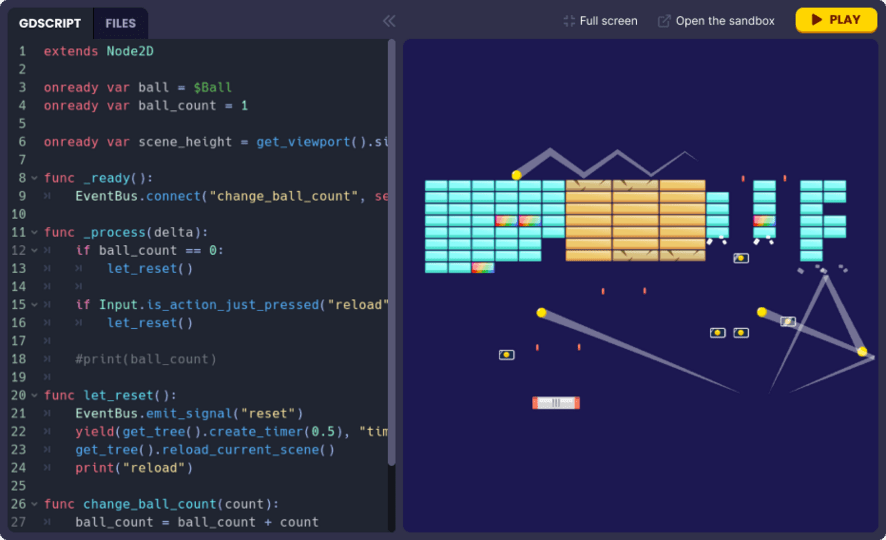 GDSCRIPT FILES Full screen Open the sandbox PLAY
1 extends Node2D
2
3 onready var ball = $Ball
4 onready var ball_count = 1
5
6 onready var scene_height = get_viewport().si
7
8 func _ready():
9 EventBus.connect("change_ball_count", se
10
11 func _process(delta):
12 if ball_count == 0:
13 let_reset()
14
15 if Input.is_action_just_pressed("reload"
16 let_reset()
17
18 #print(ball_count)
19
20 func let_reset():
21 EventBus.emit_signal("reset")
22 yield(get_tree().create_timer(0.5), "tim
23 get_tree().reload_current_scene()
24 print("reload")
25
26 func change_ball_count(count):
27 ball_count = ball_count + count